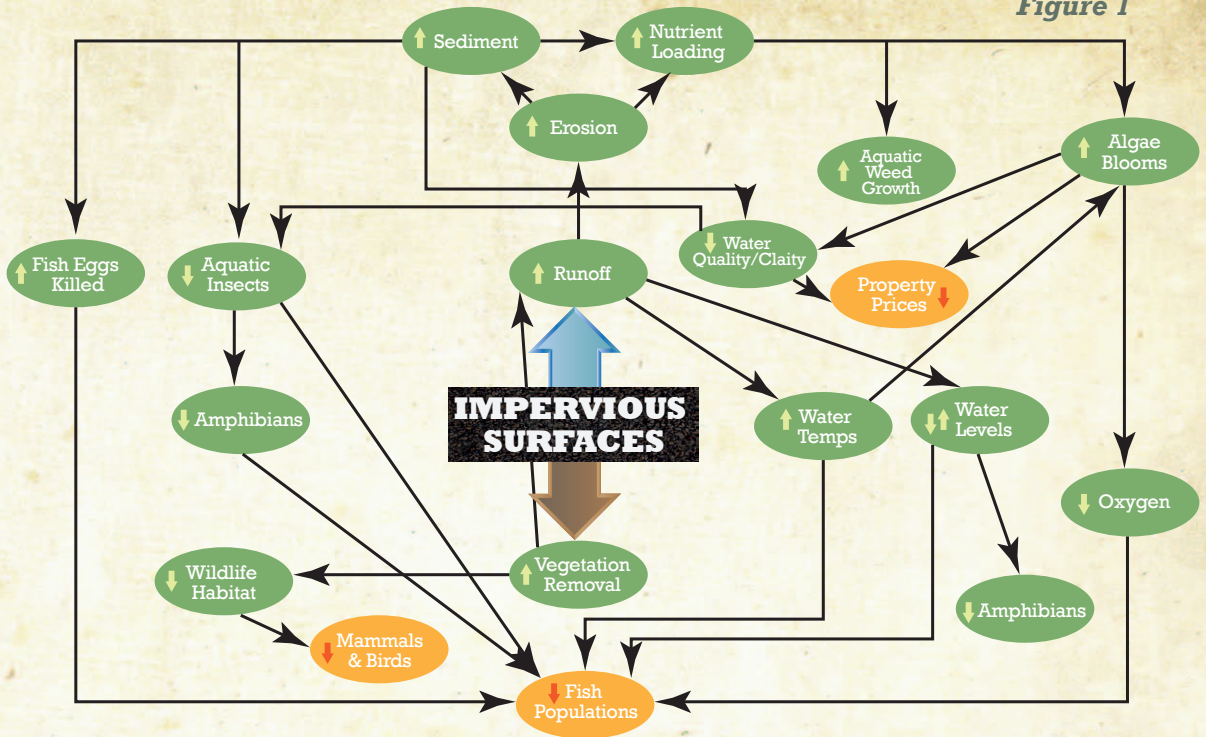 Figure 1
Sediment
Nutrient
Loading
Erosion
Algae
Blooms
Aquatic
Weed
Growth
Fish Eggs
Killed
Aquatic
Insects
Runoff
Water
Quality/Claity
Property
Prices
IMPERVIOUS
SURFACES
Amphibians
Water
Temps
Water
Levels
Oxygen
Wildlife
Habitat
Vegetation
Removal
Amphibians
Mammals
& Birds
Fish
Populations